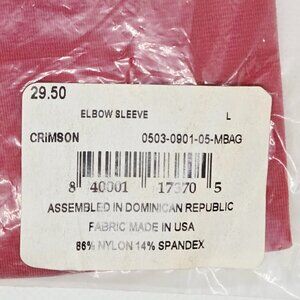 29.50
ELBOW SLEEVE L
CRIMSON 0503-0901-05-MBAG
8 40001 17370 5
ASSEMBLED IN DOMINICAN REPUBLIC
FABRIC MADE IN USA
86% NYLON 14% SPANDEX